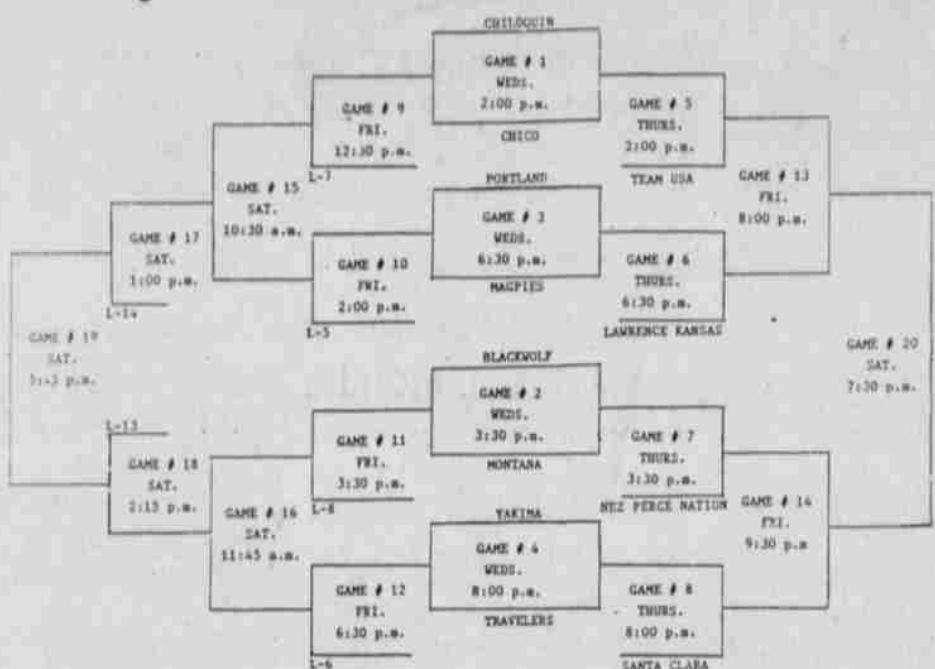 CHILOQUIN
GAME # 1
WEDS.
2:00 p.m.
CHICO
GAME # 9
FRI.
12:30 p.m.
L-7
GAME # 5
THURS.
2:00 p.m.
TEAM USA
GAME # 15
SAT.
10:30 a.m.
PORTLAND
GAME # 3
WEDS.
6:30 p.m.
MAGPIES
GAME # 13
FRI.
8:00 p.m.
GAME # 17
SAT.
1:00 p.m.
L-14
GAME # 10
FRI.
2:00 p.m.
L-5
GAME # 6
THURS.
6:30 p.m.
LAWRENCE KANSAS
GAME # 19
SAT.
p.m.
BLACKWOLF
GAME # 2
WEDS.
3:30 p.m.
MONTANA
GAME # 20
SAT.
7:30 p.m.
L-13
GAME # 18
SAT.
2:15 p.m.
GAME # 11
FRI.
3:30 p.m.
L-8
GAME # 7
THURS.
3:30 p.m.
NEZ PERCE NATION
GAME # 16
SAT.
11:45 a.m.
YAKIMA
GAME # 4
WEDS.
8:00 p.m.
TRAVELERS
GAME # 14
FRI.
9:30 p.m
GAME # 12
FRI.
6:30 p.m.
L-6
GAME # 8
THURS.
8:00 p.m.
SANTA CLARA